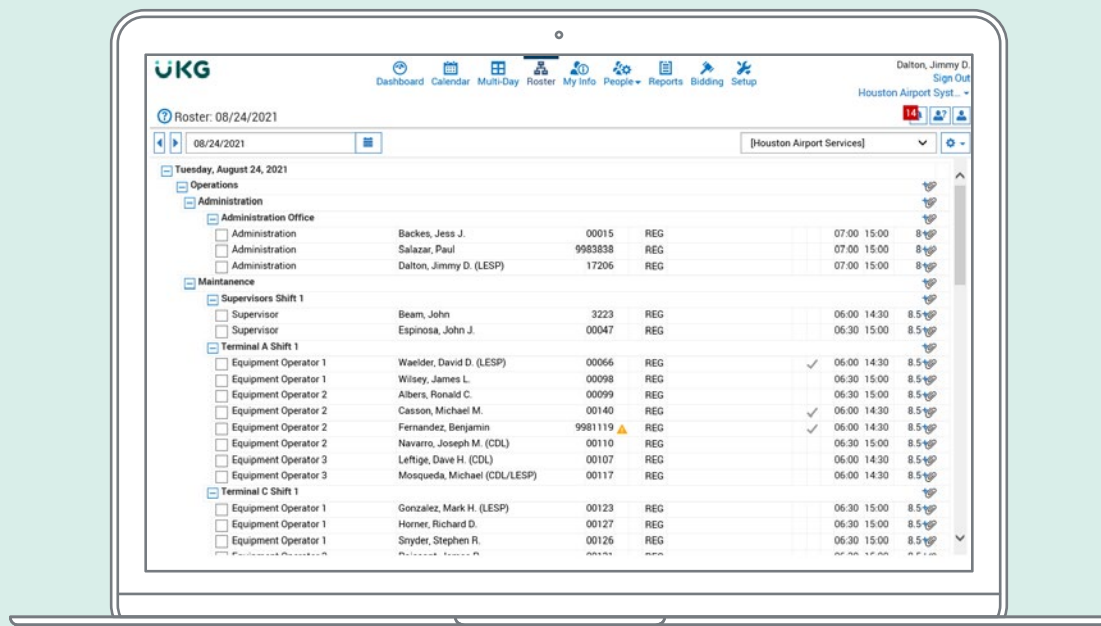 UKG
Dashboard Calendar Multi-Day Roster My Info People Reports Bidding Setup
Dalton, Jimmy D.
Sign Out
Houston Airport Syst...
Roster: 08/24/2021
14
08/24/2021
[Houston Airport Services]
Tuesday, August 24, 2021
Operations
Administration
Administration Office
Administration Backes, Jess J. 00015 REG 07:00 15:00 8
Administration Salazar, Paul 9983838 REG 07:00 15:00 8
Administration Dalton, Jimmy D. (LESP) 17206 REG 07:00 15:00 8
Maintanence
Supervisors Shift 1
Supervisor Beam, John 3223 REG 06:00 14:30 8.5
Supervisor Espinosa, John J. 00047 REG 06:30 15:00 8.5
Terminal A Shift 1
Equipment Operator 1 Waelder, David D. (LESP) 00066 REG 06:00 14:30 8.5
Equipment Operator 1 Wilsey, James L. 00098 REG 06:30 15:00 8.5
Equipment Operator 2 Albers, Ronald C. 00099 REG 06:30 15:00 8.5
Equipment Operator 2 Casson, Michael M. 00140 REG 06:00 14:30 8.5
Equipment Operator 2 Fernandez, Benjamin 9981119 REG 06:00 14:30 8.5
Equipment Operator 2 Navarro, Joseph M. (CDL) 00110 REG 06:30 15:00 8.5
Equipment Operator 3 Leftige, Dave H. (CDL) 00107 REG 06:00 14:30 8.5
Equipment Operator 3 Mosqueda, Michael (CDL/LESP) 00117 REG 06:00 14:30 8.5
Terminal C Shift 1
Equipment Operator 1 Gonzalez, Mark H. (LESP) 00123 REG 06:30 15:00 8.5
Equipment Operator 1 Horner, Richard D. 00127 REG 06:30 15:00 8.5
Equipment Operator 1 Snyder, Stephen R. 00126 REG 06:30 15:00 8.5